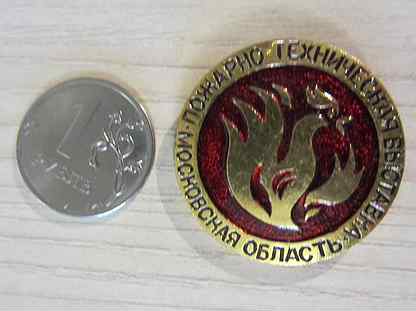 1
РУБЛЬ
ПОЖАРНО ТЕХНИЧЕСКАЯ ВЫСТАВКА
МОСКОВСКАЯ ОБЛАСТЬ